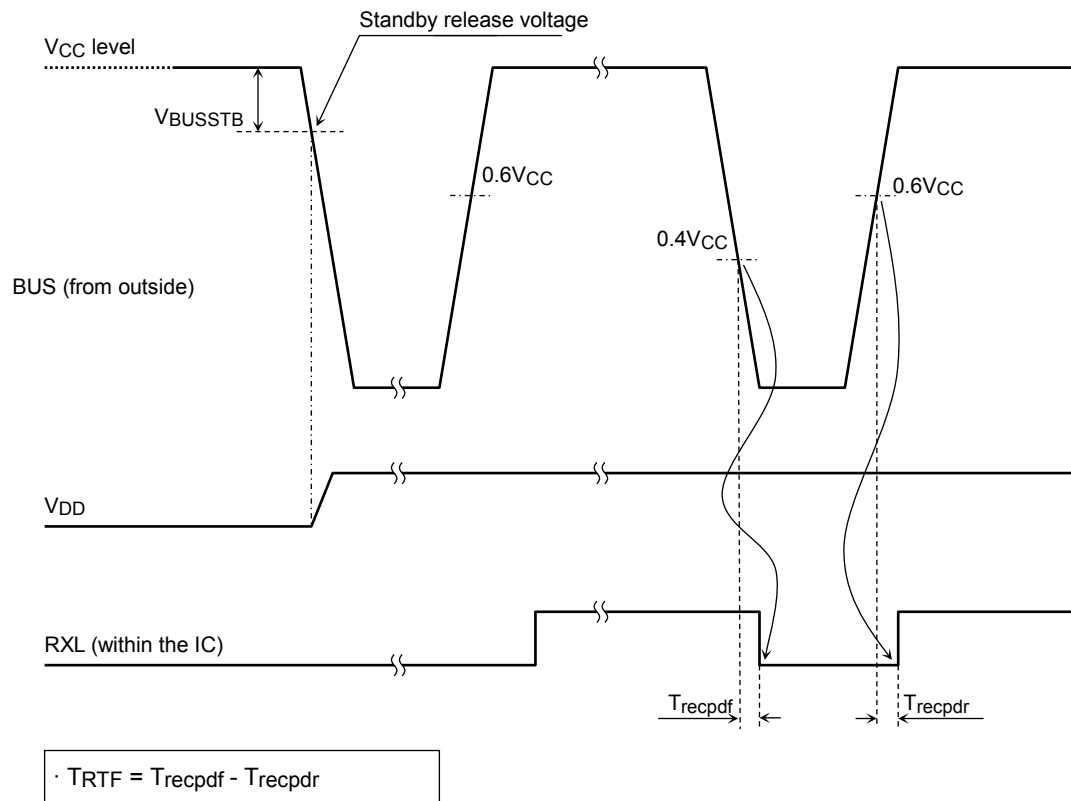 Standby release voltage
VCC level
VBUSSTB
0.6VCC
0.6VCC
0.4VCC
BUS (from outside)
VDD
RXL (within the IC)
Trecpdf
Trecpdr
· TRTF = Trecpdf - Trecpdr